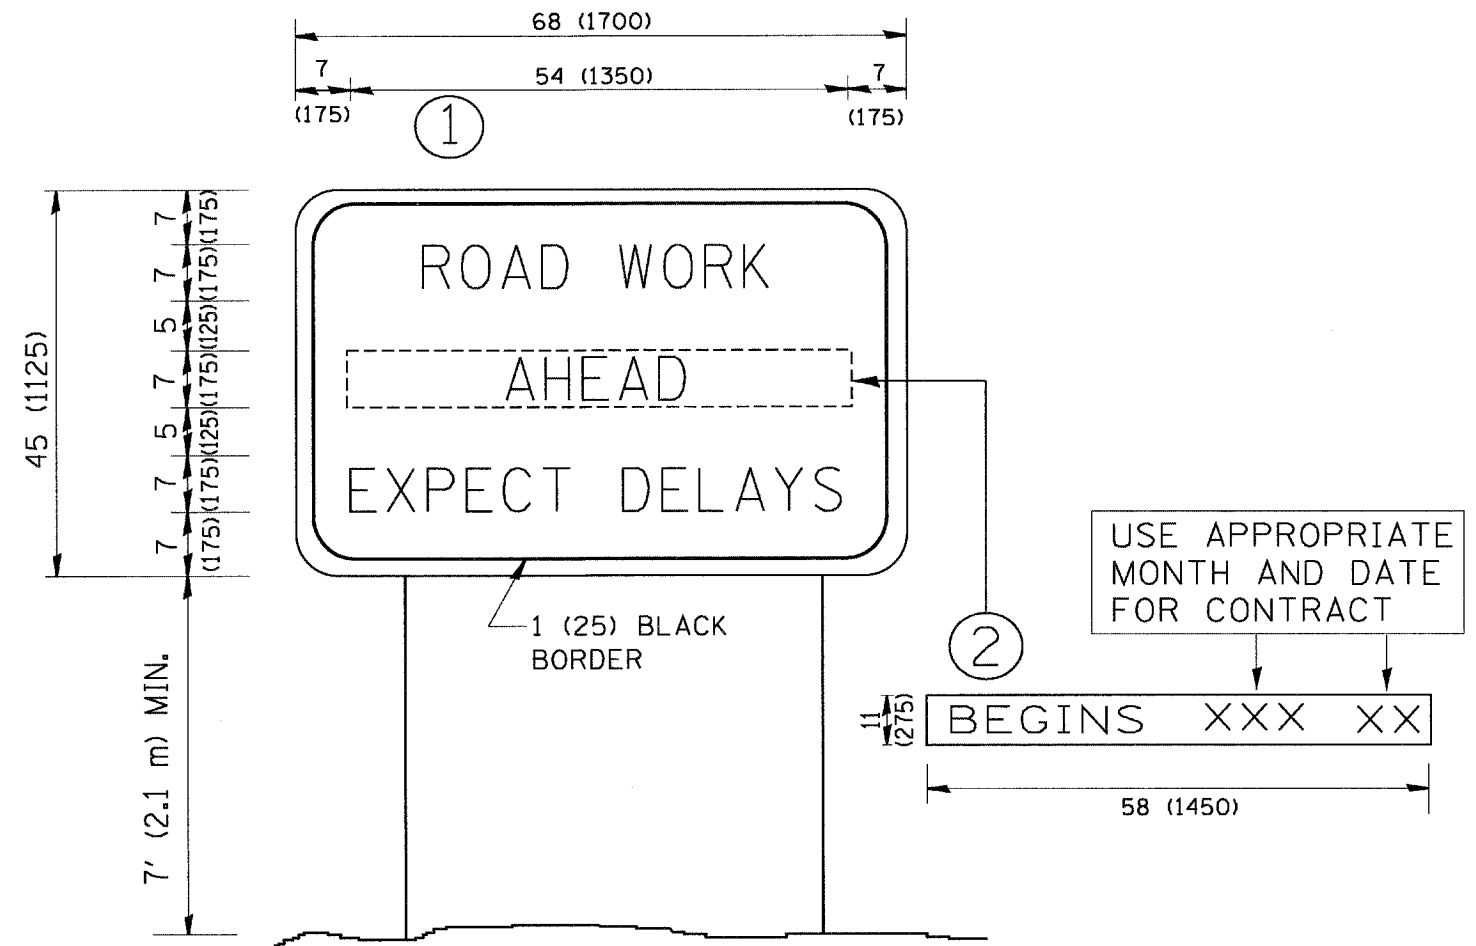 68 (1700)
7
54 (1350)
7
(175)
(175)
1
45 (1125)
7 (175)
7 (175)
5 (125)
7 (175)
5 (125)
7 (175)
7 (175)
ROAD WORK
AHEAD
EXPECT DELAYS
1 (25) BLACK
BORDER
7' (2.1 m) MIN.
2
USE APPROPRIATE
MONTH AND DATE
FOR CONTRACT
11
(275)
BEGINS XXX XX
58 (1450)